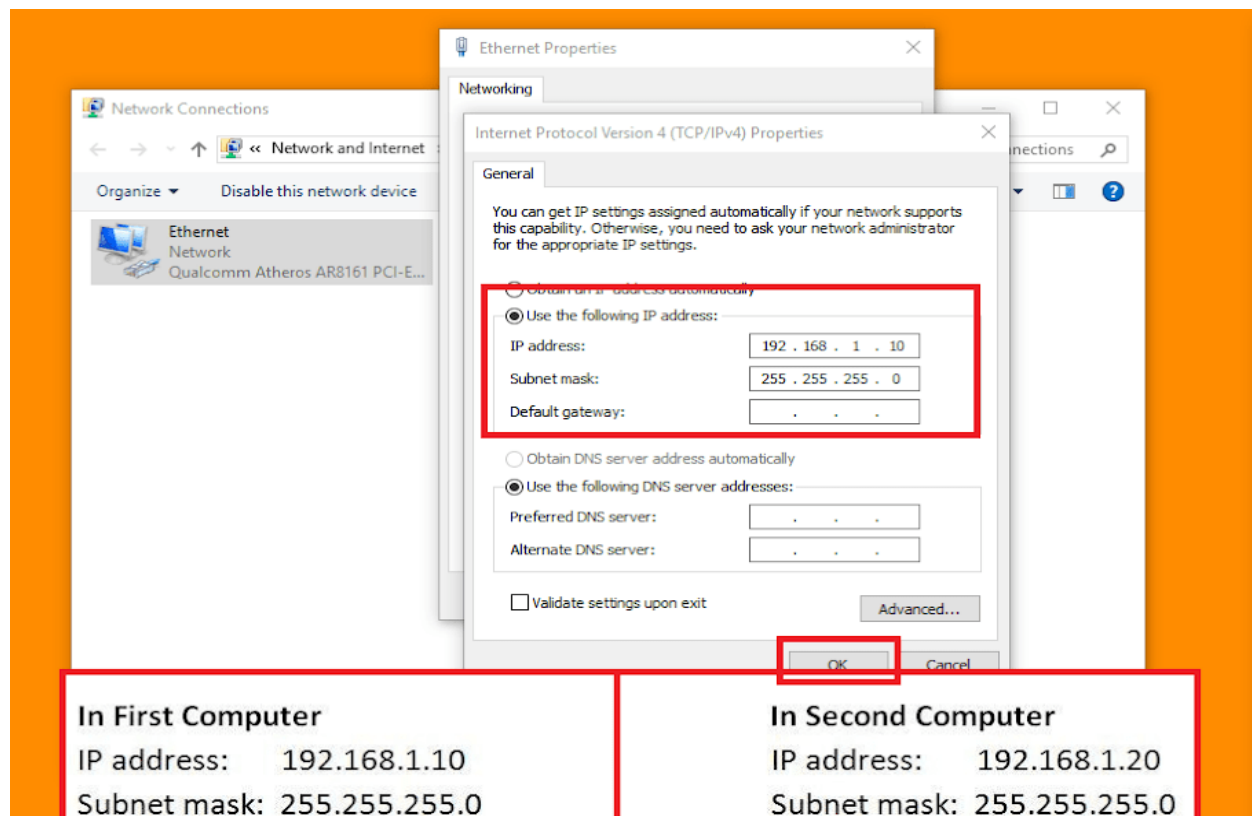 Ethernet Properties
Networking
Network Connections
« Network and Internet
nnections
Organize
Disable this network device
Ethernet
Network
Qualcomm Atheros AR8161 PCI-E...
Internet Protocol Version 4 (TCP/IPv4) Properties
General
You can get IP settings assigned automatically if your network supports
this capability. Otherwise, you need to ask your network administrator
for the appropriate IP settings.
Obtain an IP address automatically
Use the following IP address:
IP address: 192 . 168 . 1 . 10
Subnet mask: 255 . 255 . 255 . 0
Default gateway: . . .
Obtain DNS server address automatically
Use the following DNS server addresses:
Preferred DNS server: . . .
Alternate DNS server: . . .
Validate settings upon exit
Advanced...
OK Cancel
In First Computer
IP address: 192.168.1.10
Subnet mask: 255.255.255.0
In Second Computer
IP address: 192.168.1.20
Subnet mask: 255.255.255.0